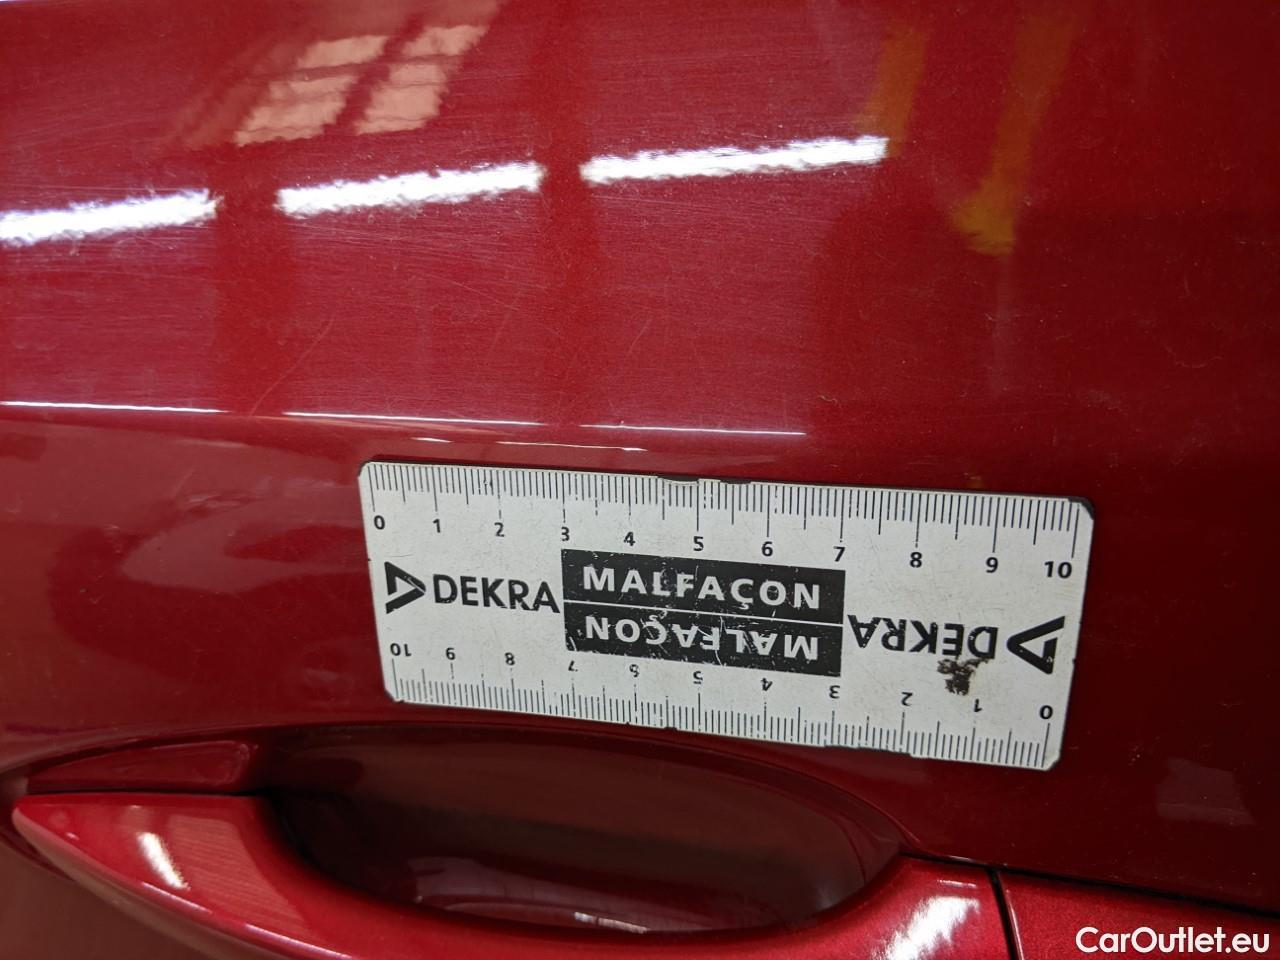 0 1 2 3 4 5 6 7 8 9 10
DEKRA MALFAÇON
MALFAÇON DEKRA
10 9 8 7 6 5 4 3 2 1 0
CarOutlet.eu